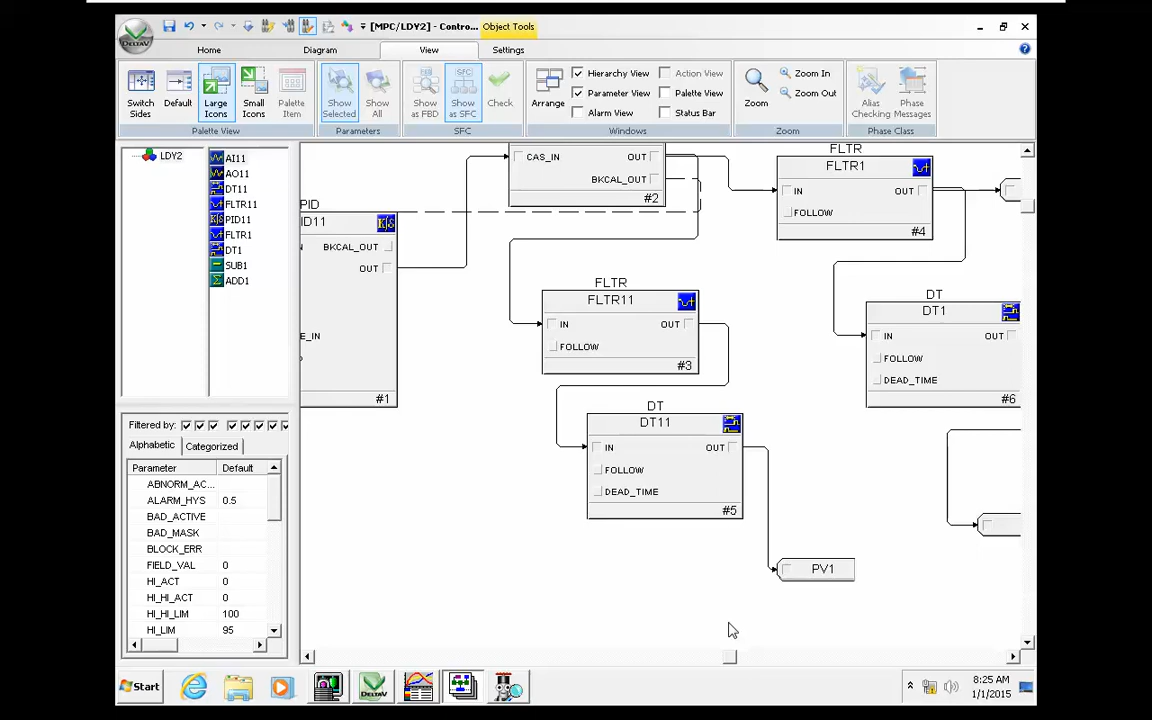 DELTAV
[MPC/LDY2] - Contro...
Object Tools
Home
Diagram
View
Settings
Switch Sides
Default
Large Icons
Small Icons
Palette Item
Palette View
Show Selected
Show All
Parameters
Show as FBD
Show as SFC
Check
SFC
Arrange
Hierarchy View
Parameter View
Alarm View
Action View
Palette View
Status Bar
Windows
Zoom
Zoom In
Zoom Out
Zoom
Alias Checking
Phase Messages
Phase Class
LDY2
AI11
AO11
DT11
FLTR11
PID11
FLTR1
DT1
SUB1
ADD1
Filtered by:
Alphabetic
Categorized
Parameter
Default
ABNORM_AC...
ALARM_HYS 0.5
BAD_ACTIVE
BAD_MASK
BLOCK_ERR
FIELD_VAL 0
HI_ACT 0
HI_HI_ACT 0
HI_HI_LIM 100
HI_LIM 95
PID
ID11
BKCAL_OUT
OUT
E_IN
#1
CAS_IN
OUT
BKCAL_OUT
#2
FLTR
FLTR1
IN
OUT
FOLLOW
#4
FLTR
FLTR11
IN
OUT
FOLLOW
#3
DT
DT1
IN
OUT
FOLLOW
DEAD_TIME
#6
DT
DT11
IN
OUT
FOLLOW
DEAD_TIME
#5
PV1
Start
8:25 AM
1/1/2015